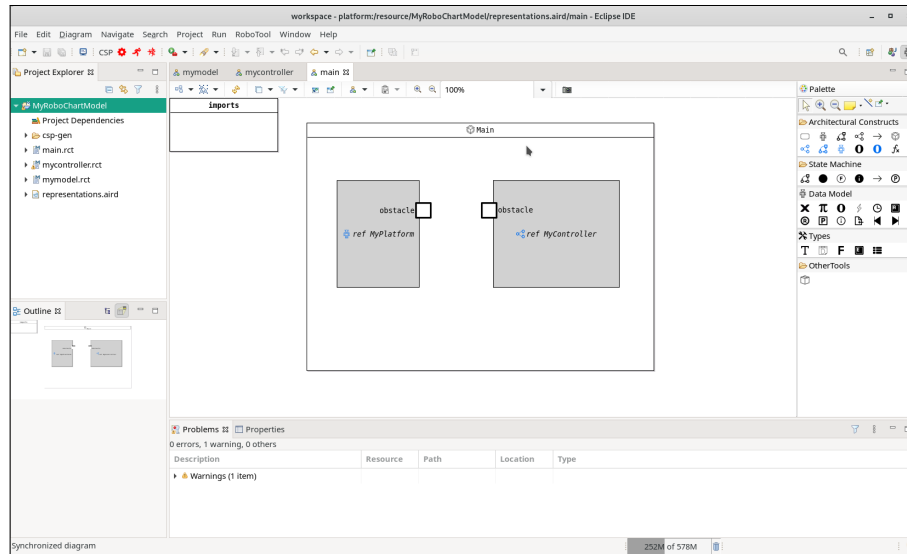 workspace - platform:/resource/MyRoboChartModel/representations.aird/main - Eclipse IDE
File Edit Diagram Navigate Search Project Run RoboTool Window Help
CSP
Project Explorer
mymodel
mycontroller
main
100%
Palette
MyRoboChartModel
Project Dependencies
csp-gen
main.rct
mycontroller.rct
mymodel.rct
representations.aird
imports
Main
obstacle
obstacle
ref MyPlatform
ref MyController
Architectural Constructs
State Machine
Data Model
Types
OtherTools
Outline
Problems
Properties
0 errors, 1 warning, 0 others
Description Resource Path Location Type
Warnings (1 item)
Synchronized diagram
252M of 578M